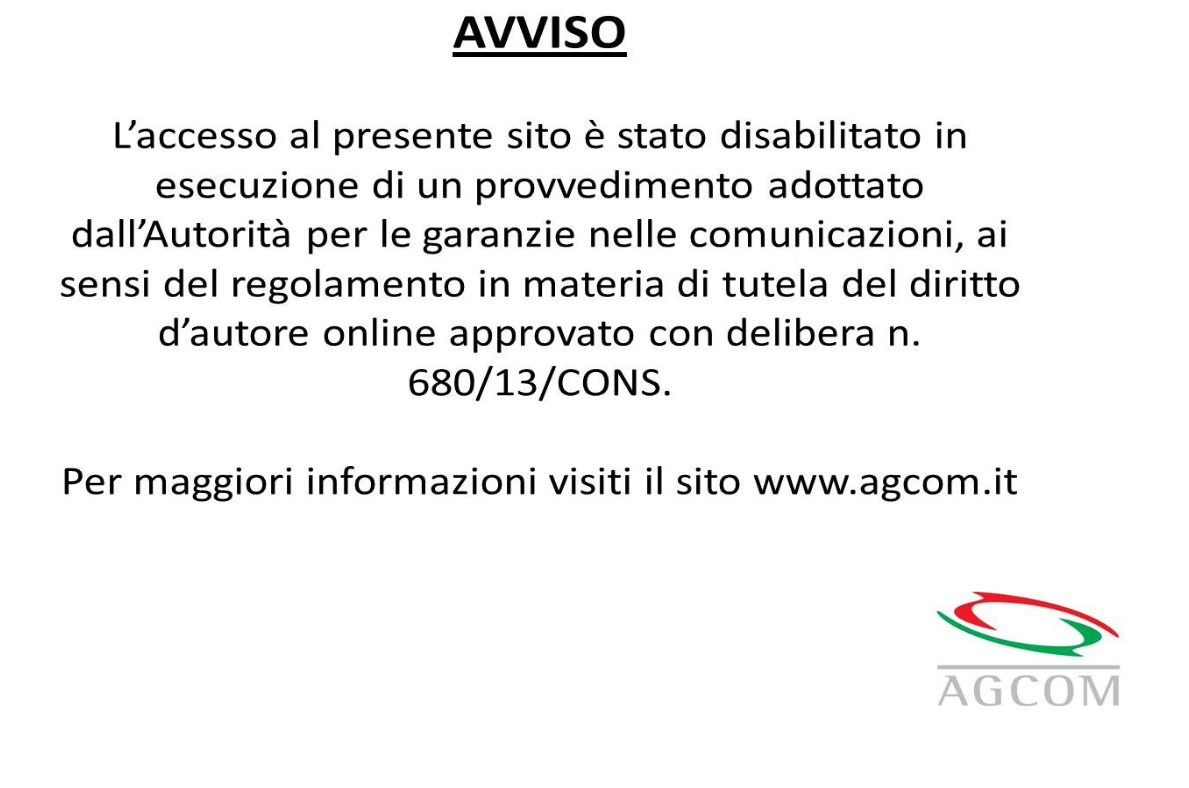 AVVISO
L’accesso al presente sito è stato disabilitato in
esecuzione di un provvedimento adottato
dall’Autorità per le garanzie nelle comunicazioni, ai
sensi del regolamento in materia di tutela del diritto
d’autore online approvato con delibera n.
680/13/CONS.
Per maggiori informazioni visiti il sito www.agcom.it
AGCOM